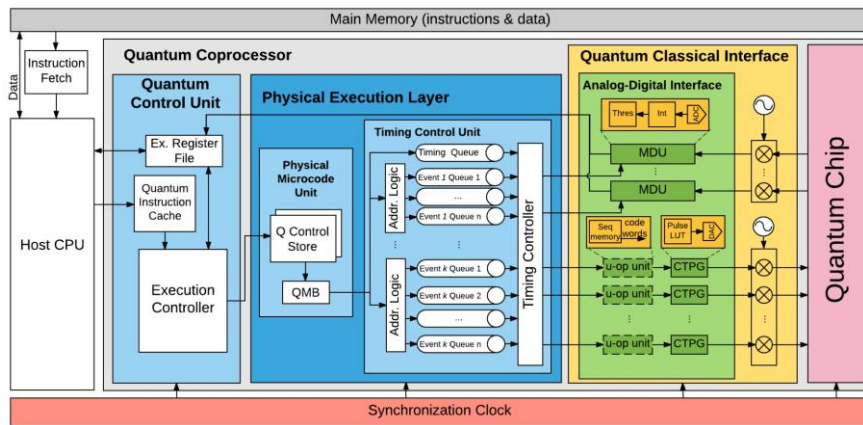 Main Memory (instructions & data)
Data
Instruction
Fetch
Host CPU
Quantum Coprocessor
Quantum
Control Unit
Ex. Register
File
Quantum
Instruction
Cache
Execution
Controller
Physical Execution Layer
Physical
Microcode
Unit
Q Control
Store
QMB
Timing Control Unit
Timing Queue
Addr. Logic
Event 1 Queue 1
...
Event 1 Queue n
...
Addr. Logic
Event k Queue 1
Event k Queue 2
...
Event k Queue n
Timing Controller
Quantum Classical Interface
Analog-Digital Interface
Thres
Int
ADC
MDU
...
MDU
Seq
memory
code
words
Pulse
LUT
DAC
u-op unit
CTPG
u-op unit
CTPG
...
...
u-op unit
CTPG
...
...
Quantum Chip
Synchronization Clock